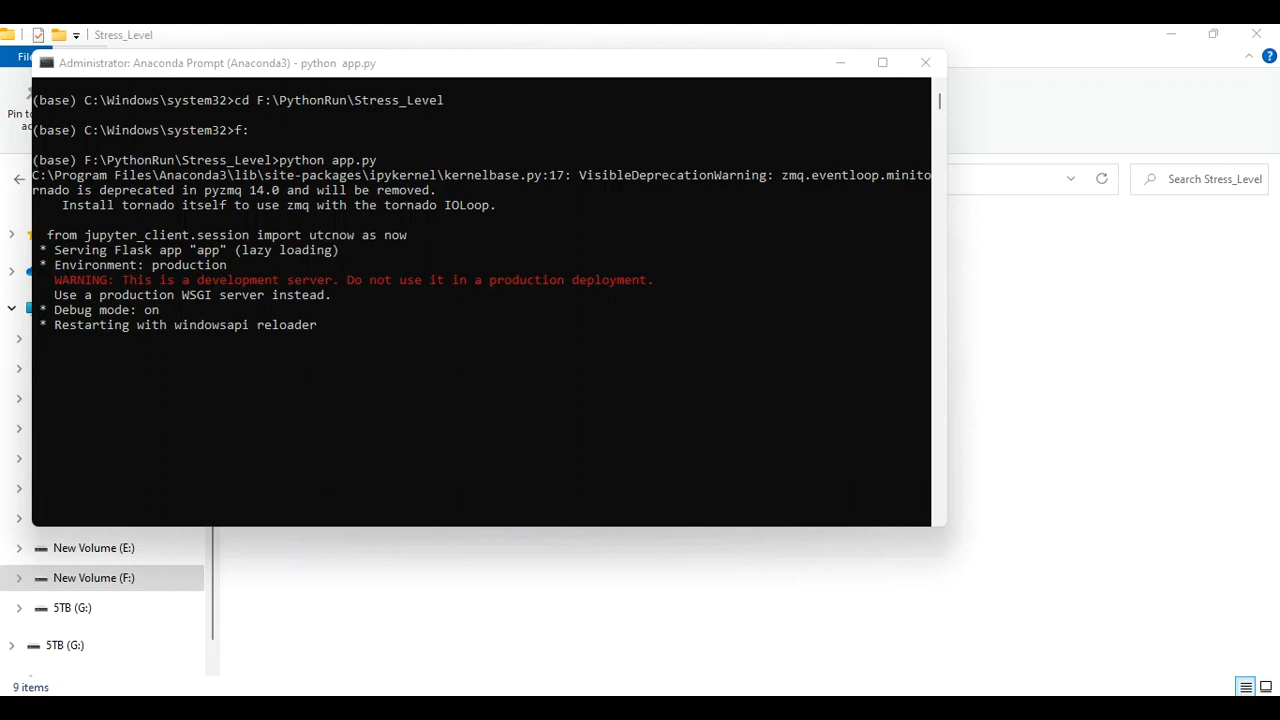 Stress_Level
File
Administrator: Anaconda Prompt (Anaconda3) - python  app.py
Pin to
(base) C:\Windows\system32>cd F:\PythonRun\Stress_Level
(base) C:\Windows\system32>f:
(base) F:\PythonRun\Stress_Level>python app.py
C:\Program Files\Anaconda3\lib\site-packages\ipykernel\kernelbase.py:17: VisibleDeprecationWarning: zmq.eventloop.minito
rnado is deprecated in pyzmq 14.0 and will be removed.
Install tornado itself to use zmq with the tornado IOLoop.
from jupyter_client.session import utcnow as now
* Serving Flask app "app" (lazy loading)
* Environment: production
WARNING: This is a development server. Do not use it in a production deployment.
Use a production WSGI server instead.
* Debug mode: on
* Restarting with windowsapi reloader
Search Stress_Level
New Volume (E:)
New Volume (F:)
5TB (G:)
5TB (G:)
9 items